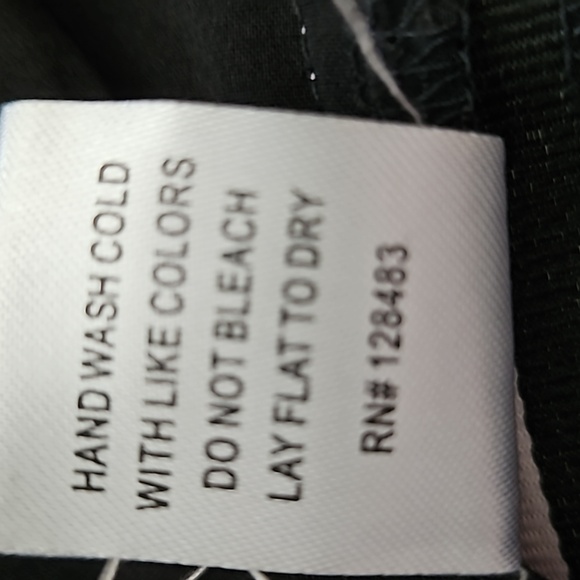 HAND WASH COLD
WITH LIKE COLORS
DO NOT BLEACH
LAY FLAT TO DRY
RN# 128483